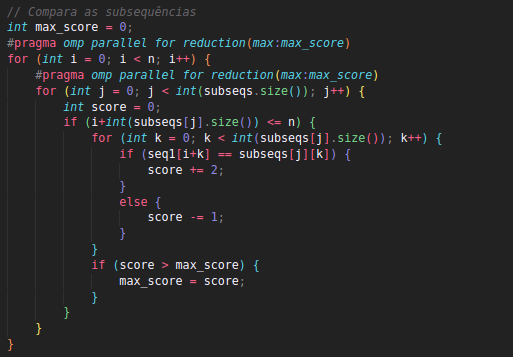 // Compara as subsequências
int max_score = 0;
#pragma omp parallel for reduction(max:max_score)
for (int i = 0; i < n; i++) {
    #pragma omp parallel for reduction(max:max_score)
    for (int j = 0; j < int(subseqs.size()); j++) {
        int score = 0;
        if (i+int(subseqs[j].size()) <= n) {
            for (int k = 0; k < int(subseqs[j].size()); k++) {
                if (seq1[i+k] == subseqs[j][k]) {
                    score += 2;
                }
                else {
                    score -= 1;
                }
            }
            if (score > max_score) {
                max_score = score;
            }
        }
    }
}